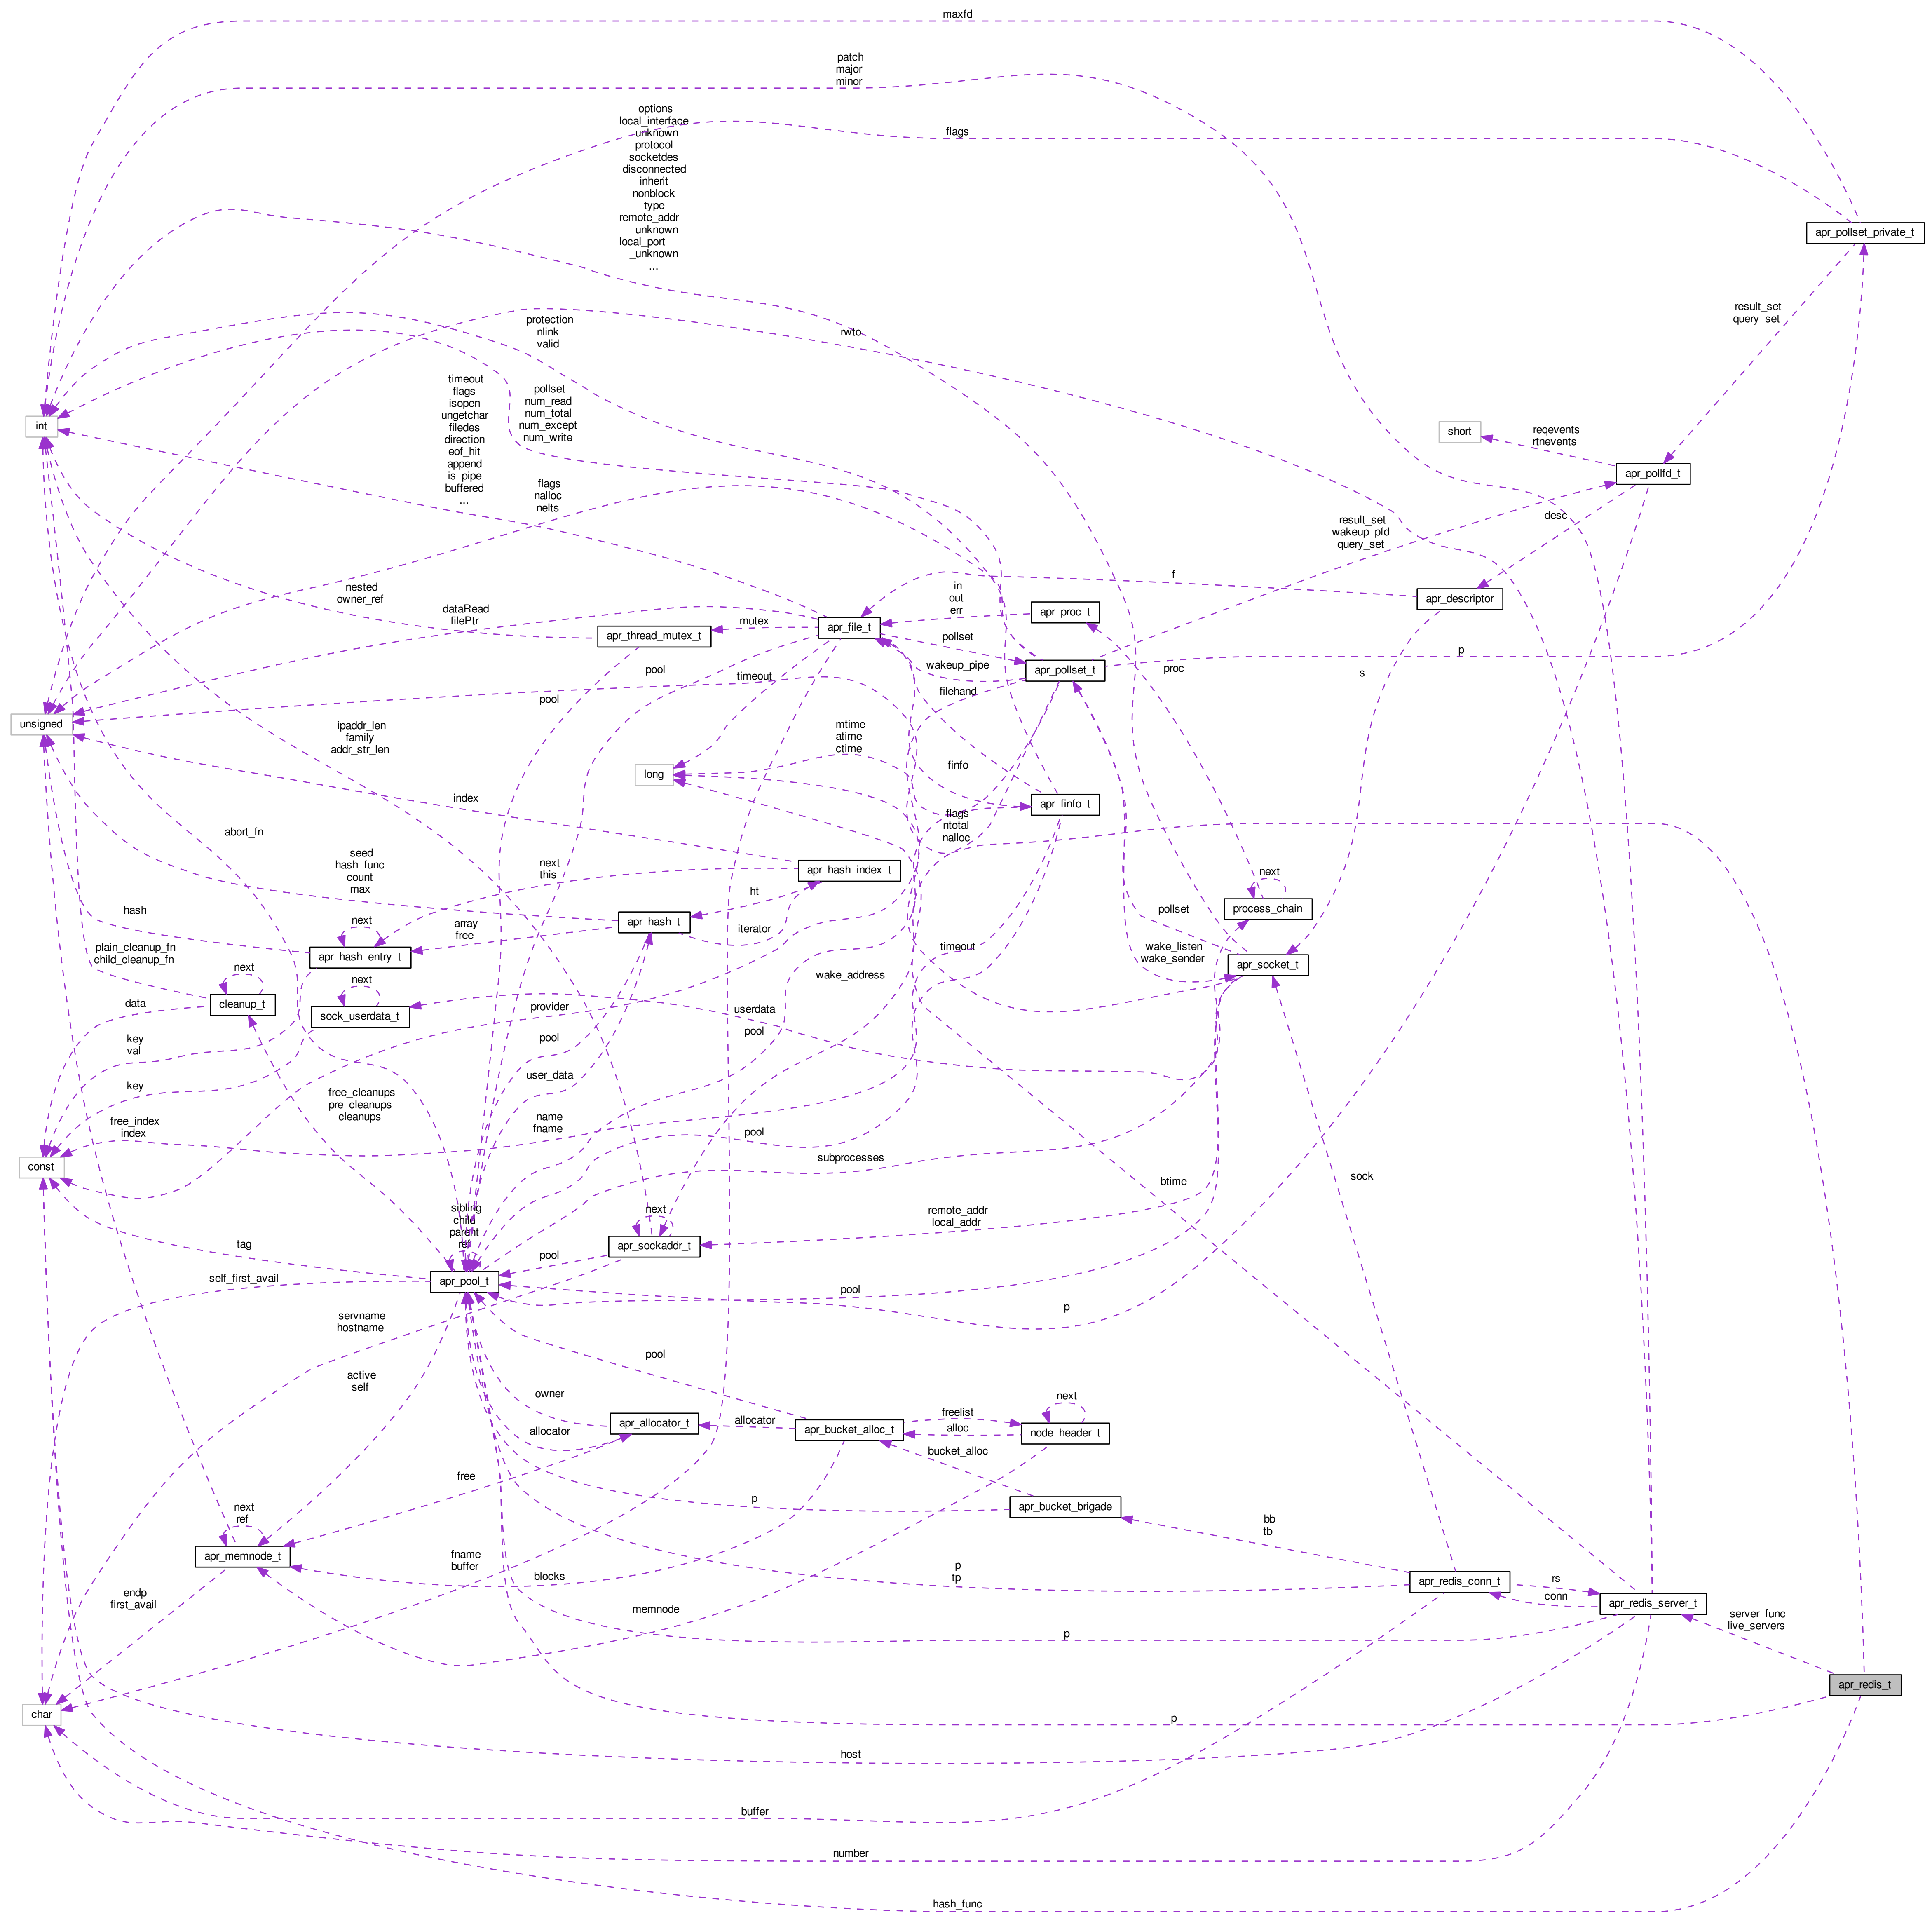 maxfd
patch
major
minor
options
local_interface
_unknown
protocol
socketdes
disconnected
inherit
nonblock
type
remote_addr
_unknown
local_port
_unknown
...
flags
apr_pollset_private_t
result_set
query_set
protection
nlink
valid
rwto
timeout
flags
isopen
ungetchar
filedes
direction
eof_hit
append
is_pipe
buffered
...
pollset
num_read
num_total
num_except
num_write
int
short
reqevents
rtnevents
apr_pollfd_t
flags
nalloc
nelts
result_set
wakeup_pfd
query_set
desc
nested
owner_ref
dataRead
filePtr
apr_thread_mutex_t
mutex
apr_file_t
in
out
err
apr_proc_t
f
apr_descriptor
pollset
wakeup_pipe
apr_pollset_t
p
s
proc
pool
pool
timeout
filehand
unsigned
ipaddr_len
family
addr_str_len
mtime
atime
ctime
long
finfo
apr_finfo_t
index
abort_fn
flags
ntotal
nalloc
seed
hash_func
count
max
next
this
apr_hash_index_t
ht
next
process_chain
hash
next
array
free
apr_hash_t
iterator
pollset
plain_cleanup_fn
child_cleanup_fn
apr_hash_entry_t
timeout
wake_listen
wake_sender
apr_socket_t
next
next
wake_address
data
cleanup_t
sock_userdata_t
provider
userdata
key
val
pool
pool
key
user_data
free_cleanups
pre_cleanups
cleanups
free_index
index
name
fname
pool
const
subprocesses
sock
btime
sibling
child
parent
ref
next
remote_addr
local_addr
tag
apr_sockaddr_t
pool
self_first_avail
apr_pool_t
pool
p
servname
hostname
pool
active
self
owner
apr_allocator_t
allocator
apr_bucket_alloc_t
freelist
alloc
next
node_header_t
allocator
bucket_alloc
free
p
apr_bucket_brigade
next
ref
bb
tb
apr_memnode_t
fname
buffer
blocks
p
tp
apr_redis_conn_t
rs
conn
apr_redis_server_t
endp
first_avail
memnode
p
server_func
live_servers
apr_redis_t
char
p
host
buffer
number
hash_func